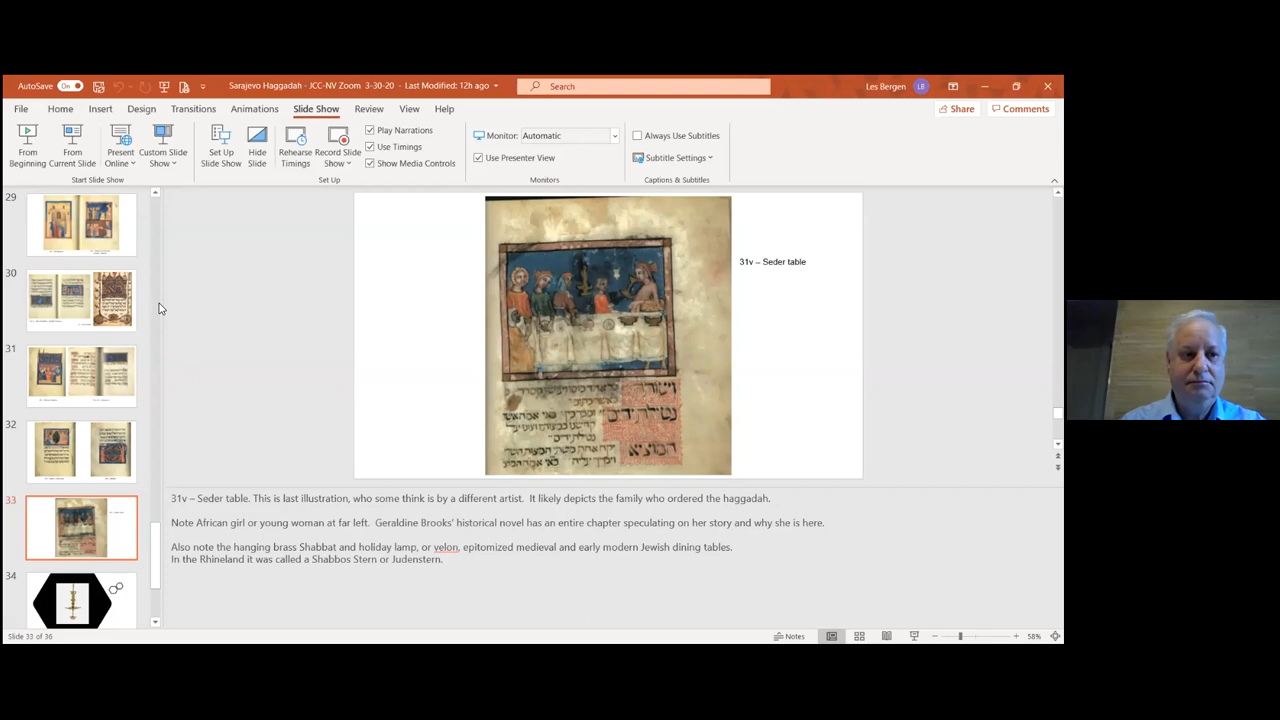 AutoSave On
Sarajevo Haggadah - JCC-NV Zoom 3-30-20 - Last Modified: 12h ago
Search
Les Bergen LB
File Home Insert Design Transitions Animations Slide Show Review View Help
Share Comments
From Beginning
From Current Slide
Present Online
Custom Slide Show
Set Up Slide Show
Hide Slide
Rehearse Timings
Record Slide Show
Play Narrations
Use Timings
Show Media Controls
Monitor: Automatic
Use Presenter View
Always Use Subtitles
Subtitle Settings
Start Slide Show
Set Up
Monitors
Captions & Subtitles
29
30
31
32
33
34
31v – Seder table
נטילת ידים
המוציא
31v – Seder table. This is last illustration, who some think is by a different artist. It likely depicts the family who ordered the haggadah.
Note African girl or young woman at far left. Geraldine Brooks' historical novel has an entire chapter speculating on her story and why she is here.
Also note the hanging brass Shabbat and holiday lamp, or velon, epitomized medieval and early modern Jewish dining tables.
In the Rhineland it was called a Shabbos Stern or Judenstern.
Slide 33 of 36
Notes
58%